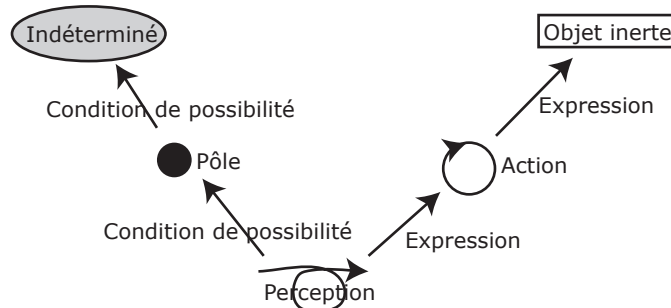 Indéterminé
Objet inerte
Condition de possibilité
Expression
Pôle
Action
Condition de possibilité
Expression
Perception